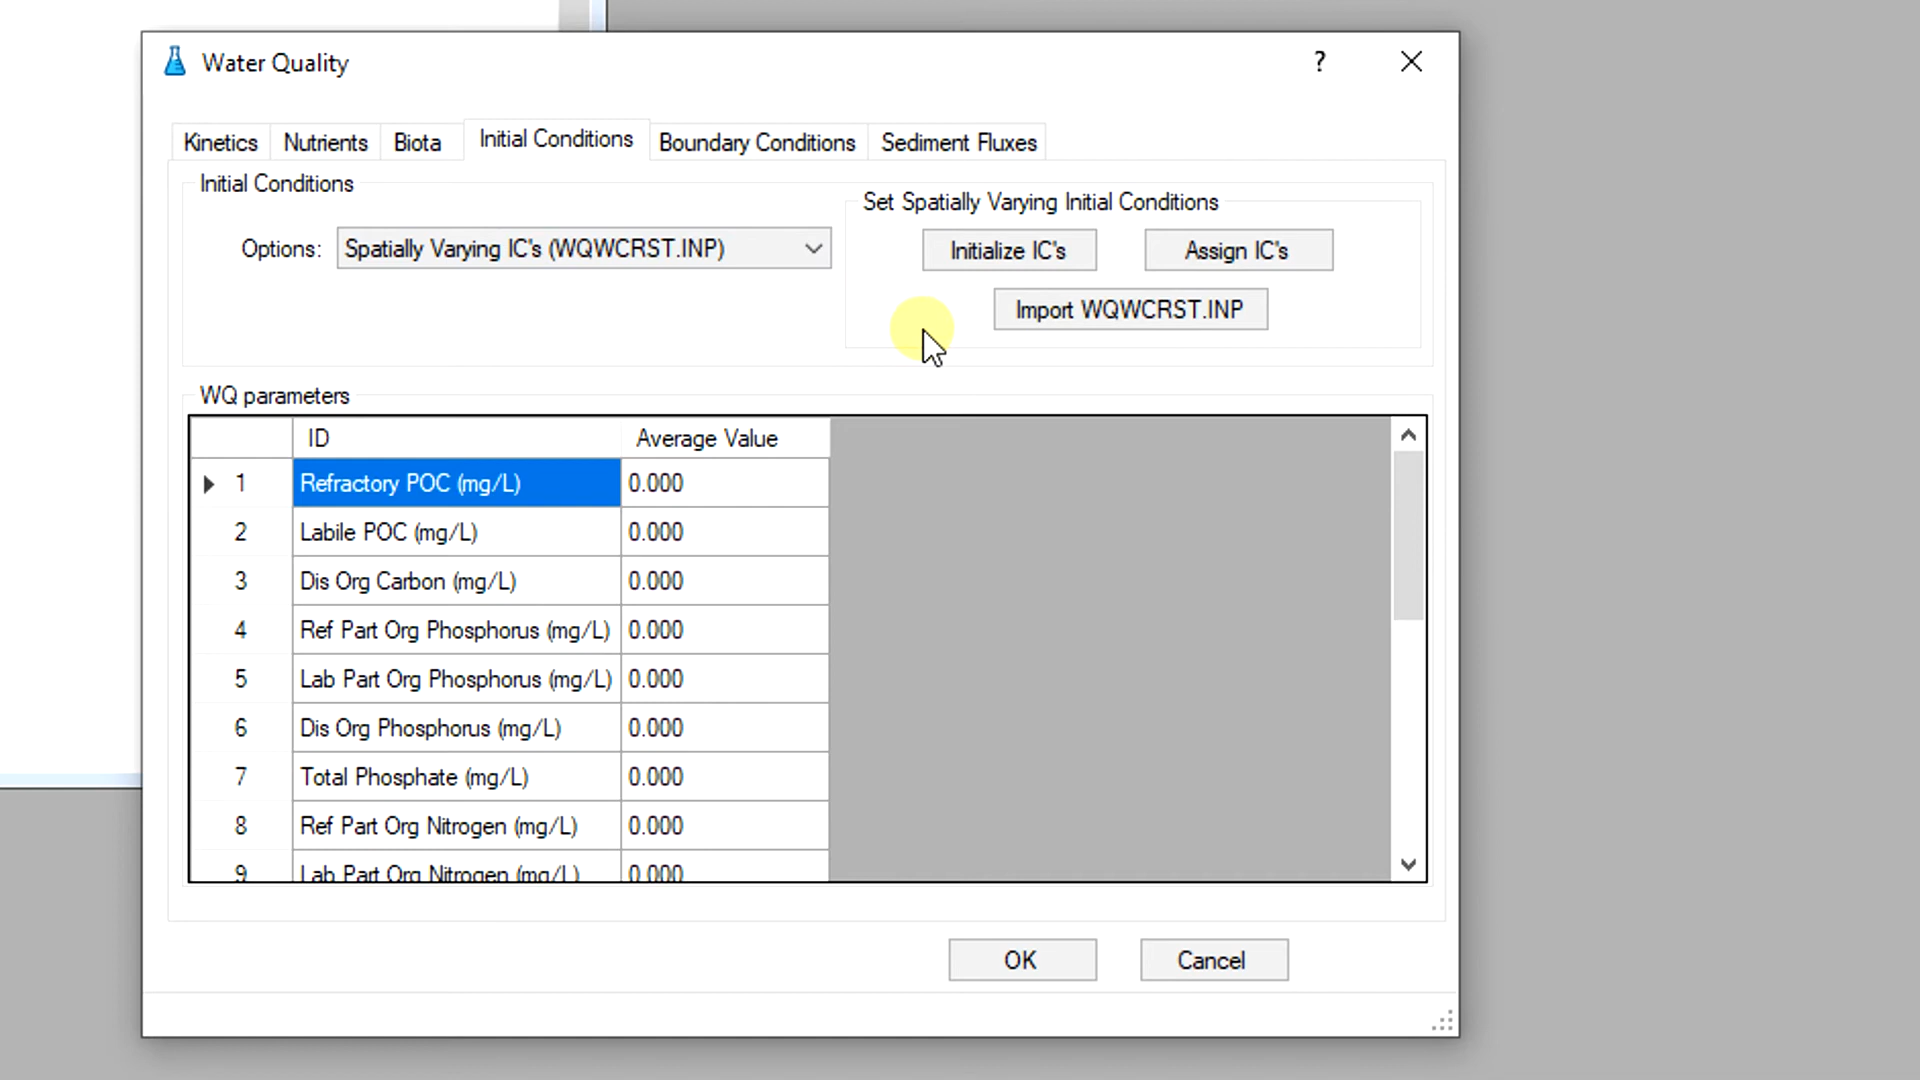 Water Quality
?
Kinetics Nutrients Biota Initial Conditions Boundary Conditions Sediment Fluxes
Initial Conditions
Set Spatially Varying Initial Conditions
Options: Spatially Varying IC's (WQWCRST.INP)
Initialize IC's Assign IC's
Import WQWCRST.INP
WQ parameters
ID Average Value
1 Refractory POC (mg/L) 0.000
2 Labile POC (mg/L) 0.000
3 Dis Org Carbon (mg/L) 0.000
4 Ref Part Org Phosphorus (mg/L) 0.000
5 Lab Part Org Phosphorus (mg/L) 0.000
6 Dis Org Phosphorus (mg/L) 0.000
7 Total Phosphate (mg/L) 0.000
8 Ref Part Org Nitrogen (mg/L) 0.000
9 Lab Part Org Nitrogen (mg/L) 0.000
OK Cancel